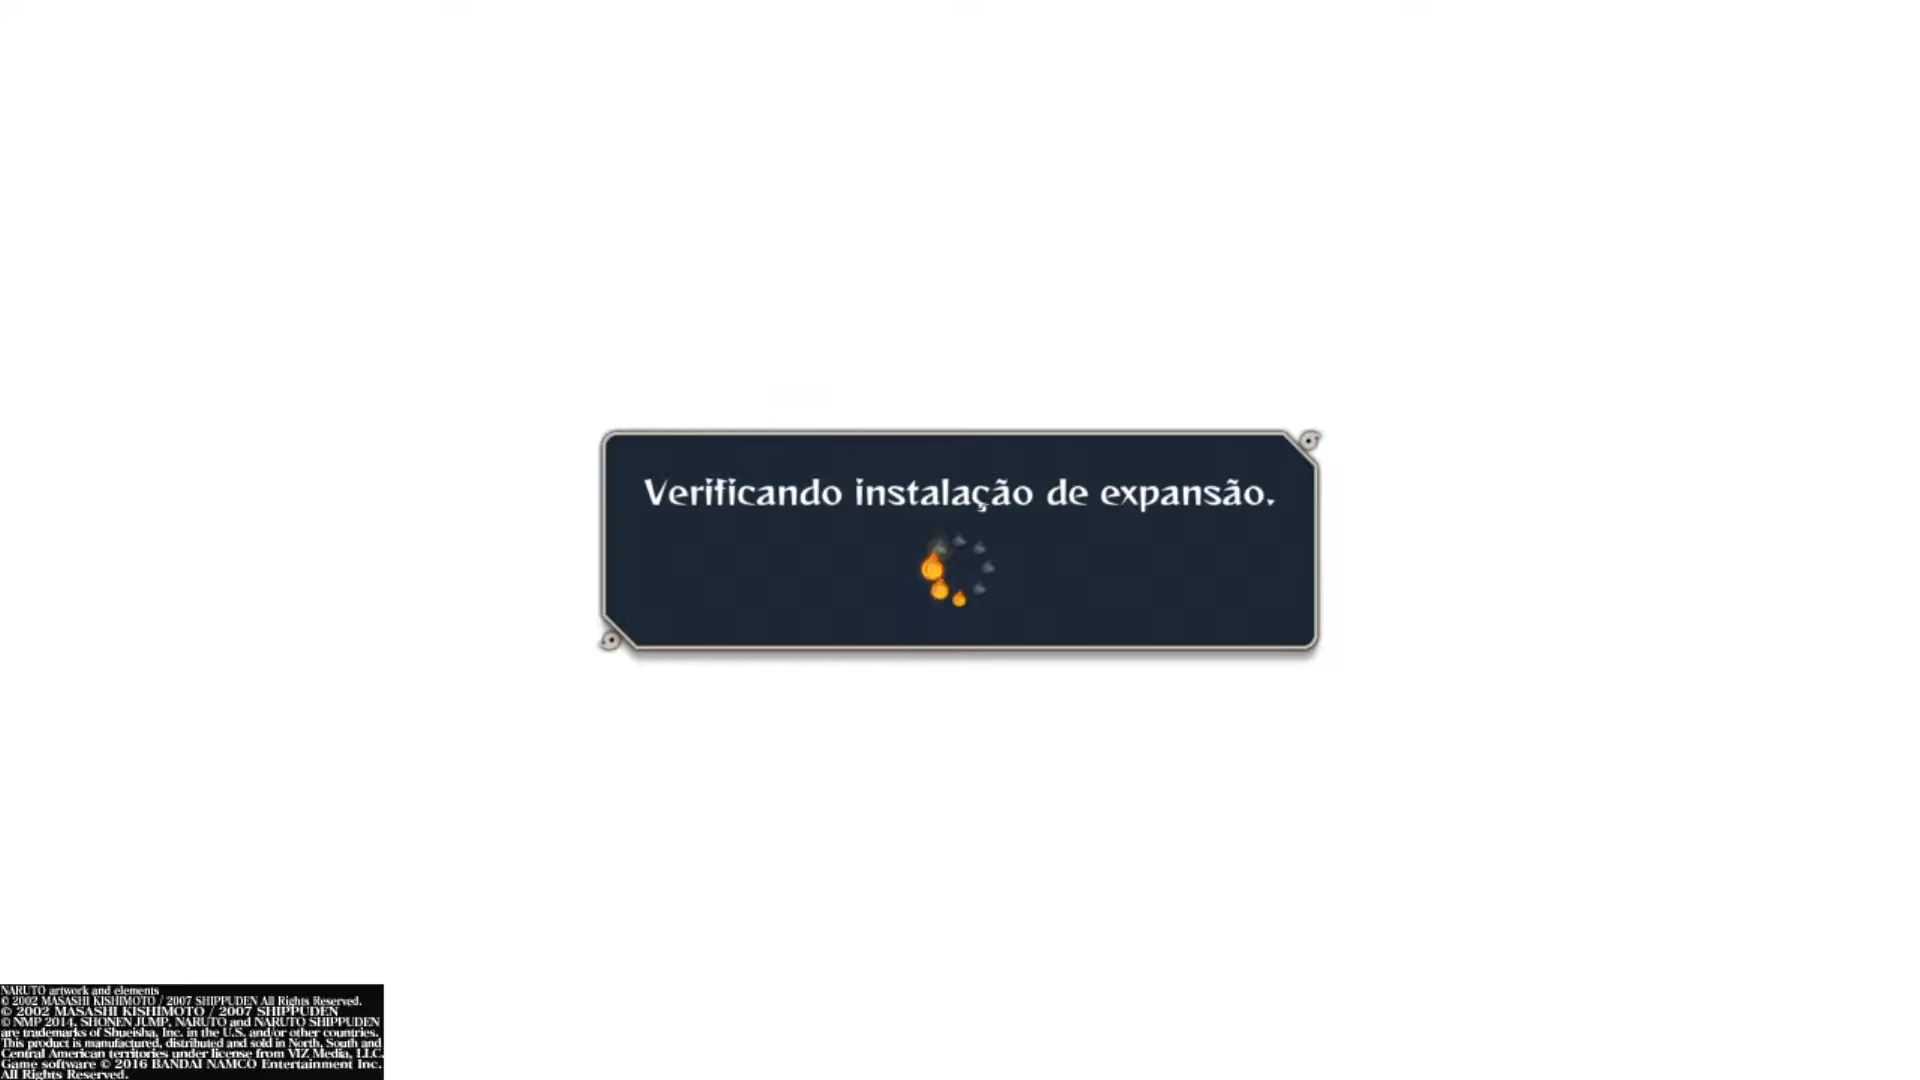 Verificando instalação de expansão.
NARUTO artwork and elements
© 2002 MASASHI KISHIMOTO / 2007 SHIPPUDEN All Rights Reserved.
© 2002 MASASHI KISHIMOTO / 2007 SHIPPUDEN
© NMP 2014. SHONEN JUMP, NARUTO and NARUTO SHIPPUDEN
are trademarks of Shueisha, Inc. in the U.S. and/or other countries.
This product is manufactured, distributed and sold in North, South and
Central American territories under license from VIZ Media, LLC.
Game software © 2016 BANDAI NAMCO Entertainment Inc.
All Rights Reserved.